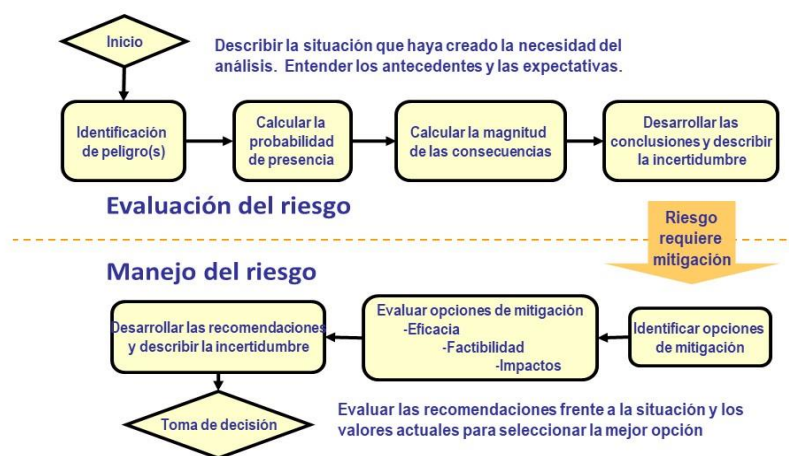 Inicio
Describir la situación que haya creado la necesidad del
análisis. Entender los antecedentes y las expectativas.
Identificación
de peligro(s)
Calcular la
probabilidad
de presencia
Calcular la magnitud
de las consecuencias
Desarrollar las
conclusiones y describir
la incertidumbre
Evaluación del riesgo
Riesgo
requiere
mitigación
Manejo del riesgo
Desarrollar las recomendaciones
y describir la incertidumbre
Evaluar opciones de mitigación
-Eficacia
-Factibilidad
-Impactos
Identificar opciones
de mitigación
Toma de decisión
Evaluar las recomendaciones frente a la situación y los
valores actuales para seleccionar la mejor opción